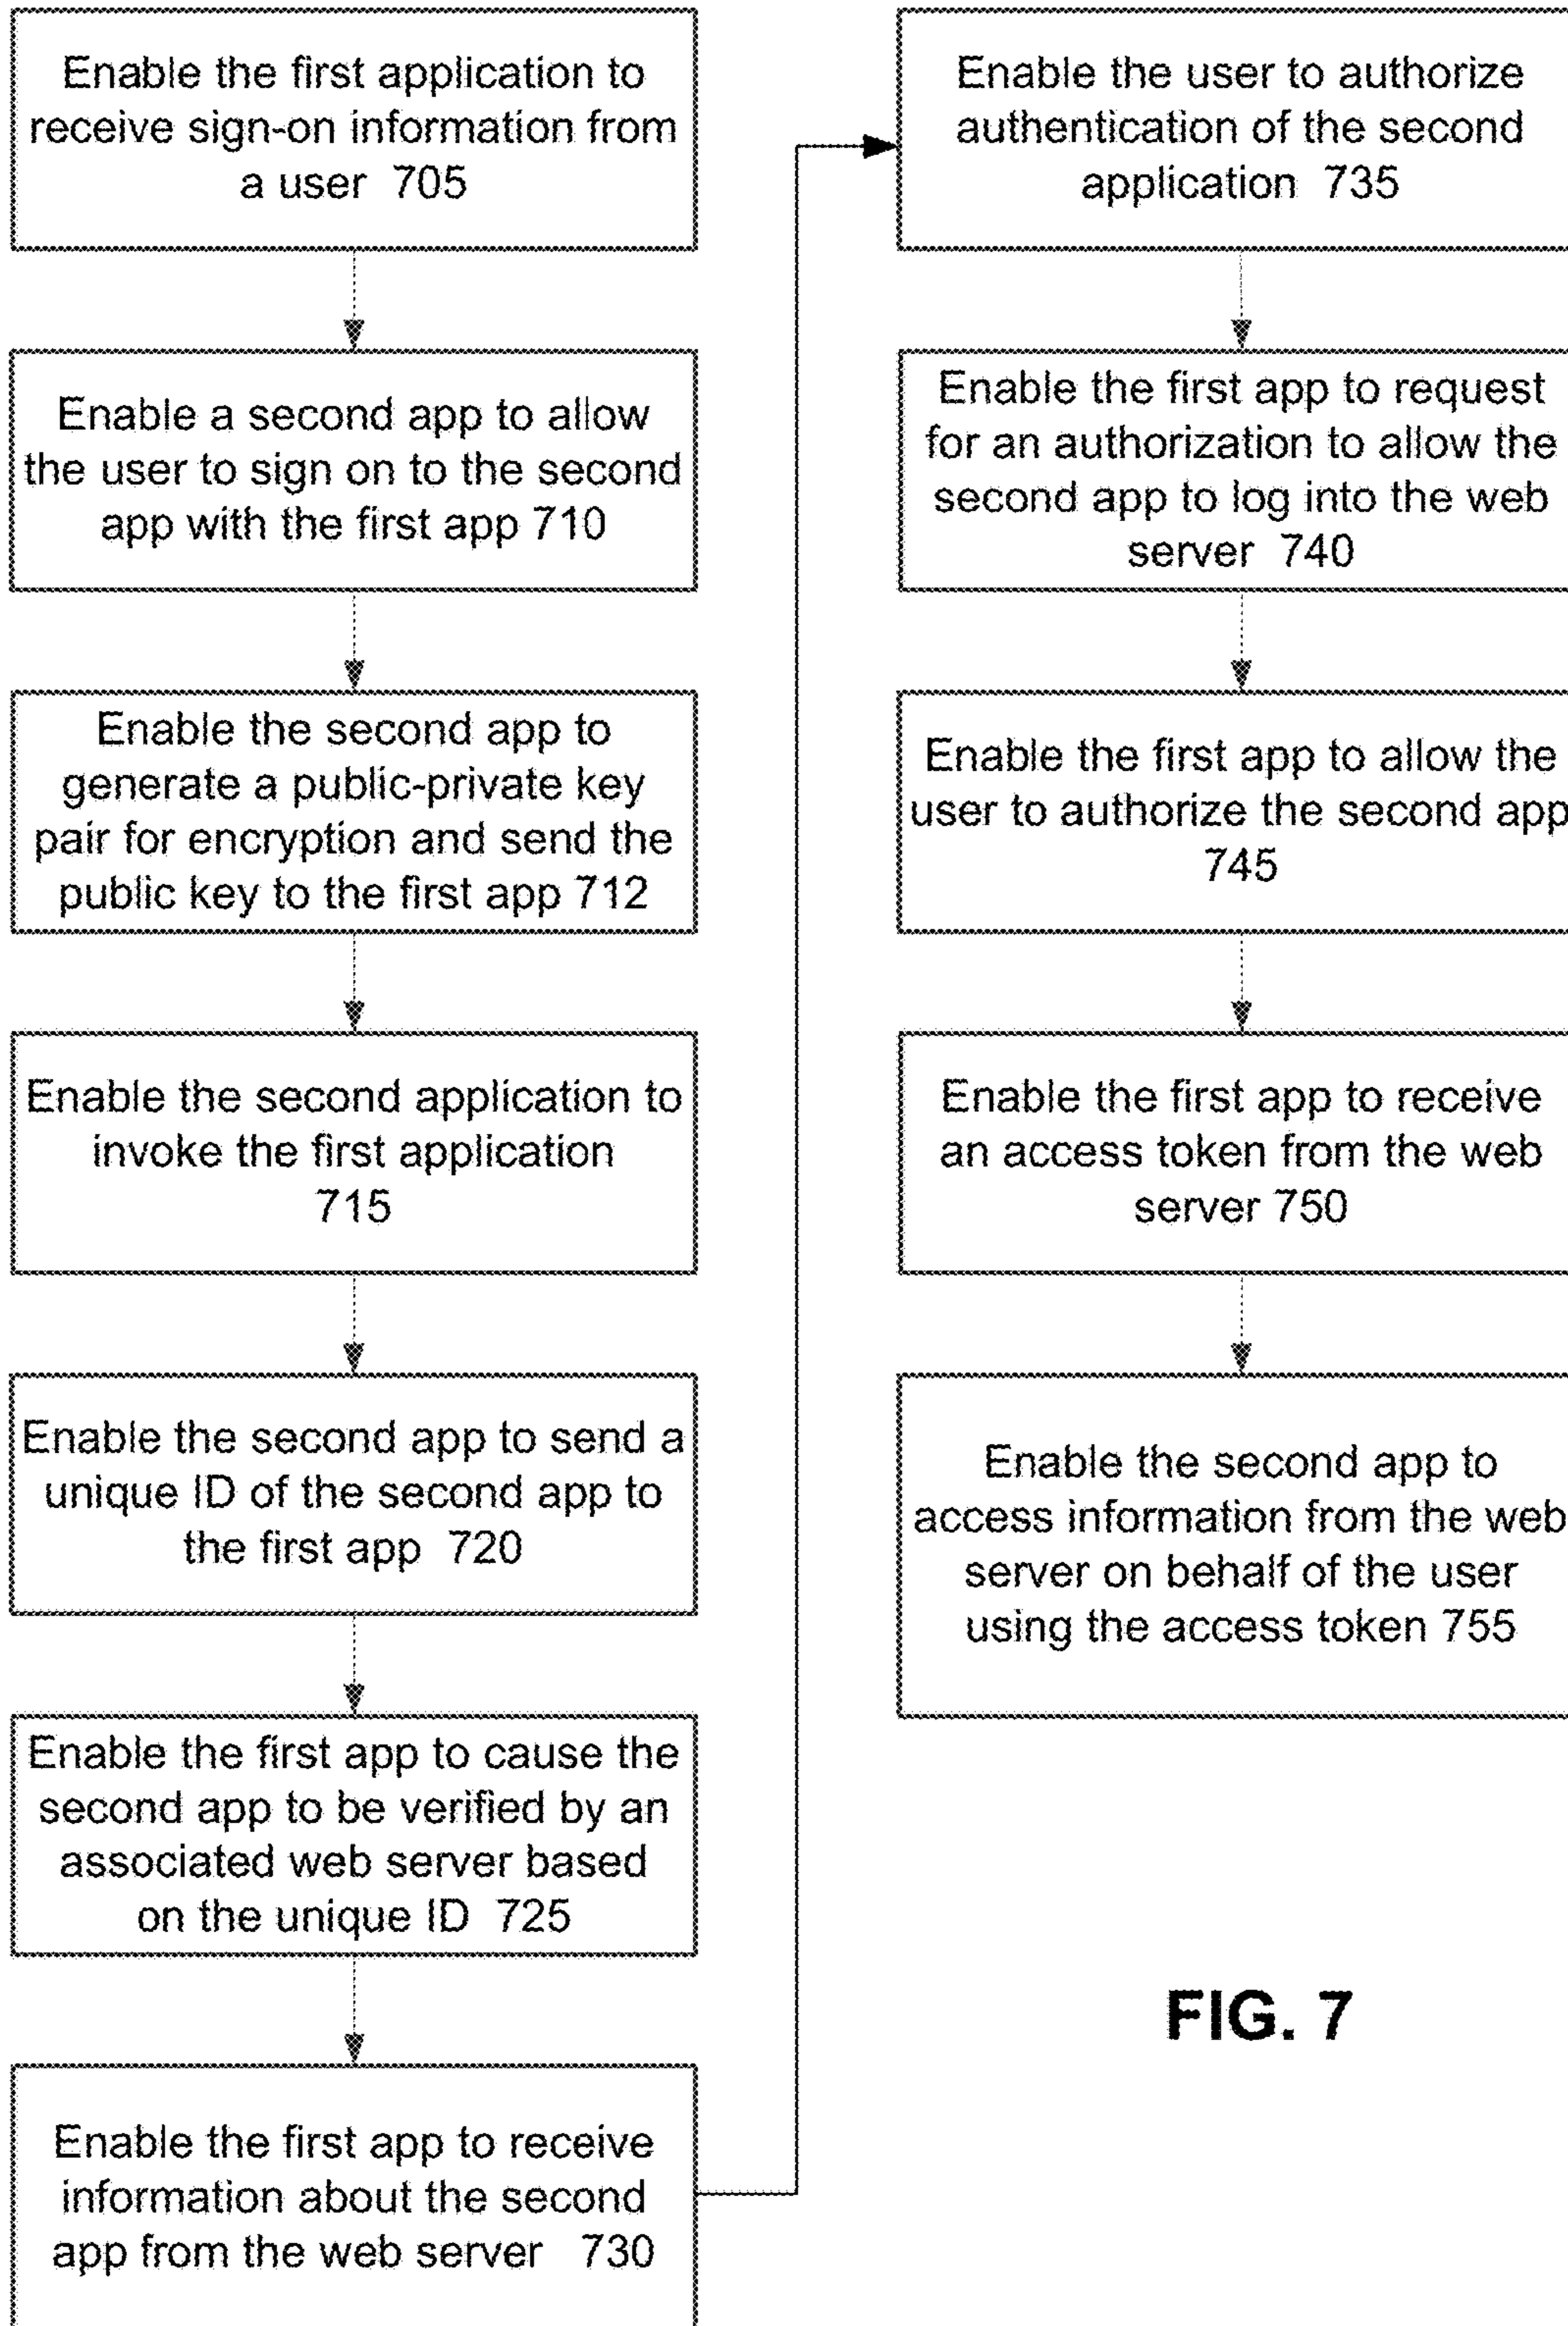 Enable the first application to
receive sign-on information from
a user 705
Enable a second app to allow
the user to sign on to the second
app with the first app 710
Enable the second app to
generate a public-private key
pair for encryption and send the
public key to the first app 712
Enable the second application to
invoke the first application
715
Enable the second app to send a
unique ID of the second app to
the first app 720
Enable the first app to cause the
second app to be verified by an
associated web server based
on the unique ID 725
Enable the first app to receive
information about the second
app from the web server 730
Enable the user to authorize
authentication of the second
application 735
Enable the first app to request
for an authorization to allow the
second app to log into the web
server 740
Enable the first app to allow the
user to authorize the second app
745
Enable the first app to receive
an access token from the web
server 750
Enable the second app to
access information from the web
server on behalf of the user
using the access token 755
FIG. 7